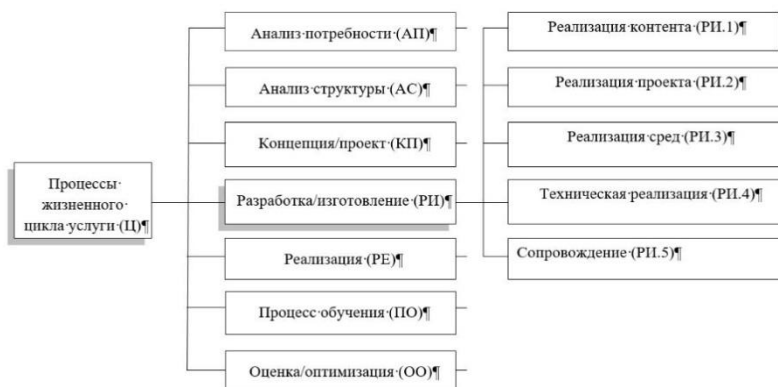 Процессы·
жизненного·
цикла·услуги·(Ц)¶
Анализ·потребности·(АП)¶
Анализ·структуры·(АС)¶
Концепция/проект·(КП)¶
Разработка/изготовление·(РИ)¶
Реализация·(РЕ)¶
Процесс·обучения·(ПО)¶
Оценка/оптимизация·(ОО)¶
Реализация·контента·(РИ.1)¶
Реализация·проекта·(РИ.2)¶
Реализация·сред·(РИ.3)¶
Техническая·реализация·(РИ.4)¶
Сопровождение·(РИ.5)¶